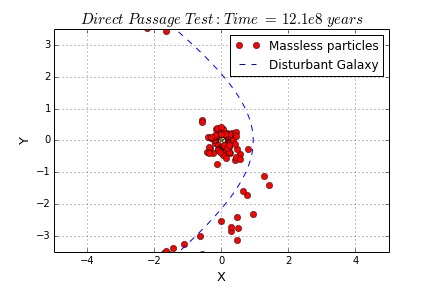 Direct Passage Test: Time = 12.1e8 years
Massless particles
Disturbant Galaxy
Y
3
2
1
0
−1
−2
−3
−4
−2
0
2
4
X